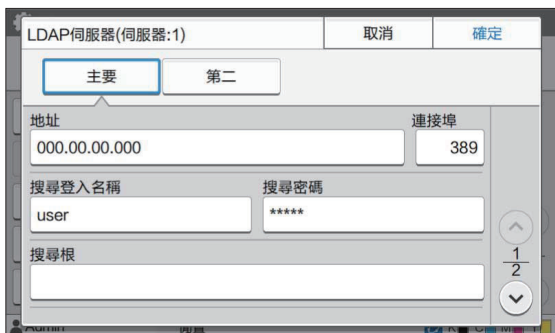 LDAP伺服器(伺服器:1)
取消
確定
主要
第二
地址
連接埠
000.00.00.000
389
搜尋登入名稱
搜尋密碼
user
*****
搜尋根
1
2
Admin
K C M Y